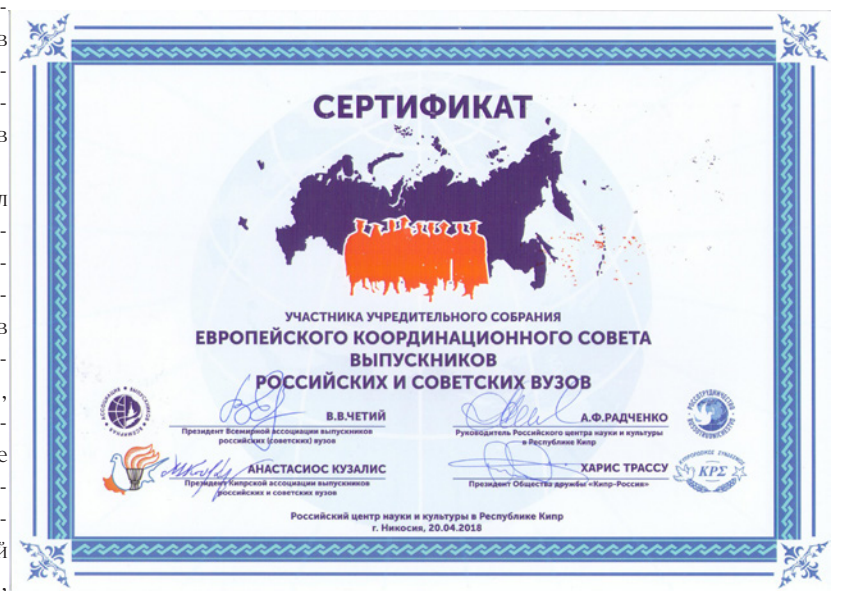 СЕРТИФИКАТ
УЧАСТНИКА УЧРЕДИТЕЛЬНОГО СОБРАНИЯ
ЕВРОПЕЙСКОГО КООРДИНАЦИОННОГО СОВЕТА
ВЫПУСКНИКОВ
РОССИЙСКИХ И СОВЕТСКИХ ВУЗОВ
В.В.ЧЕТИЙ
Президент Всемирной ассоциации выпускников
российских (советских) вузов
А.Ф.РАДЧЕНКО
Руководитель Российского центра науки и культуры
в Республике Кипр
АНАСТАСИОС КУЗАЛИС
Президент Кипрской ассоциации выпускников
российских и советских вузов
ХАРИС ТРАССУ
Президент Общества дружбы «Кипр-Россия»
КРΣ
Российский центр науки и культуры в Республике Кипр
г. Никосия, 20.04.2018